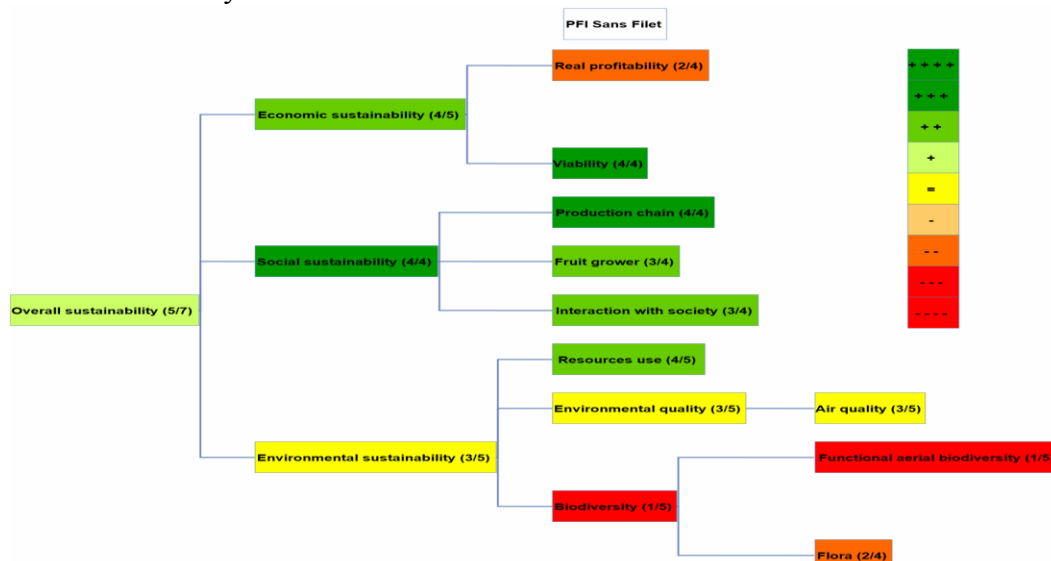 PFI Sans Filet
Real profitability (2/4)
Economic sustainability (4/5)
Viability (4/4)
Production chain (4/4)
Social sustainability (4/4)
Fruit grower (3/4)
Interaction with society (3/4)
Overall sustainability (5/7)
Resources use (4/5)
Environmental quality (3/5)
Air quality (3/5)
Environmental sustainability (3/5)
Functional aerial biodiversity (1/5
Biodiversity (1/5)
Flora (2/4)
++++
+++
++
+
=
-
--
---
----